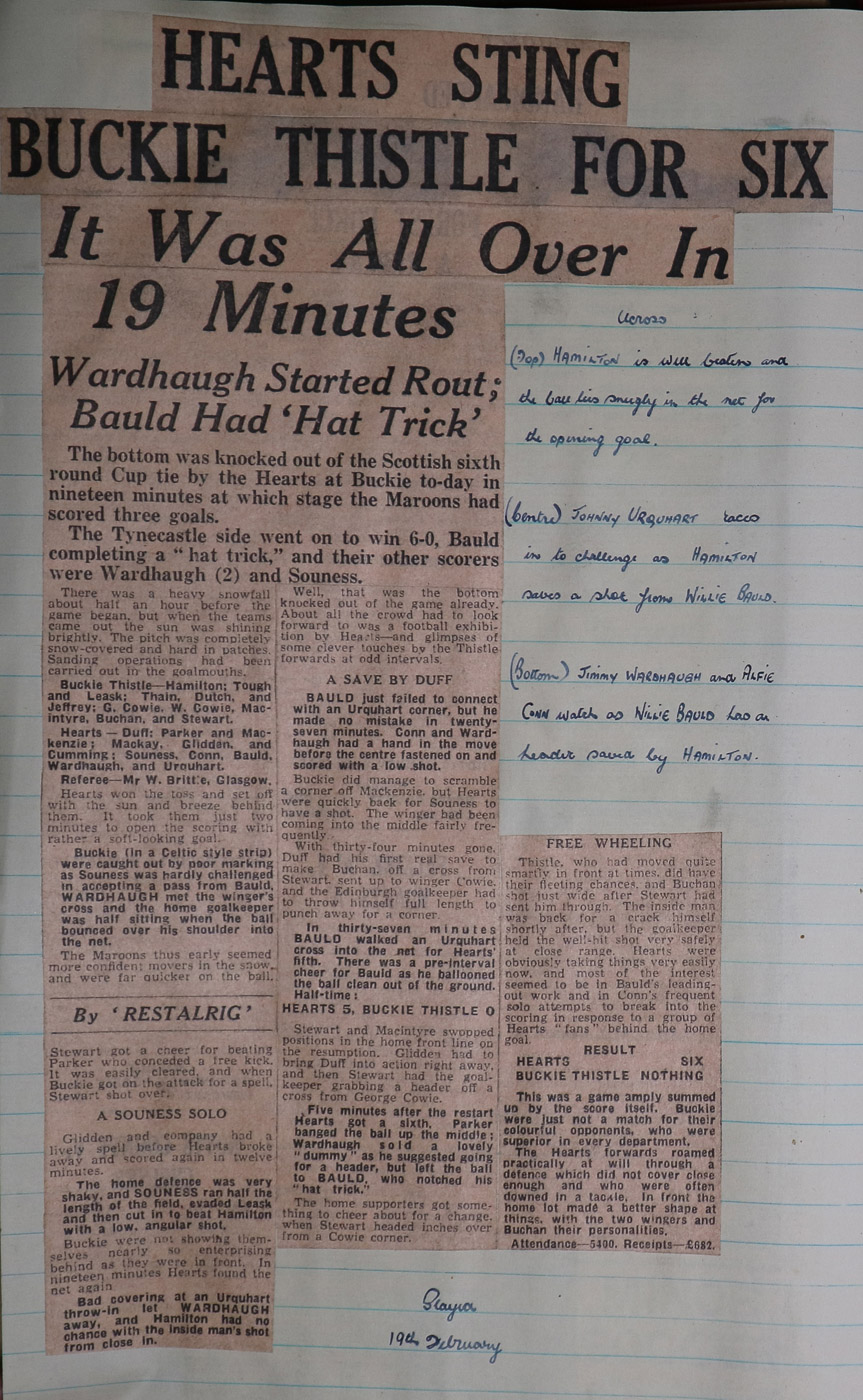 HEARTS STING
BUCKIE THISTLE FOR SIX
It Was All Over In
19 Minutes
Wardhaugh Started Rout;
Bauld Had 'Hat Trick'
The bottom was knocked out of the Scottish sixth
round Cup tie by the Hearts at Buckie to-day in
nineteen minutes at which stage the Maroons had
scored three goals.
The Tynecastle side went on to win 6-0, Bauld
completing a "hat trick," and their other scorers
were Wardhaugh (2) and Souness.
There was a heavy snowfall
about half an hour before the
game began, but when the teams
came out the sun was shining
brightly. The pitch was completely
snow-covered and hard in patches.
Sanding operations had been
carried out in the goalmouths.
Buckie Thistle—Hamilton; Tough
and Leask; Thain, Dutch, and
Jeffrey; G. Cowie, W. Cowie, Mac-
intyre, Buchan, and Stewart.
Hearts — Duff; Parker and Mac-
kenzie; Mackay, Glidden, and
Cumming; Souness, Conn, Bauld,
Wardhaugh, and Urquhart.
Referee—Mr W. Brittle, Glasgow.
Hearts won the toss and set off
with the sun and breeze behind
them. It took them just two
minutes to open the scoring with
rather a soft-looking goal.
Buckie (in a Celtic style strip)
were caught out by poor marking
as Souness was hardly challenged
in accepting a pass from Bauld.
WARDHAUGH met the winger's
cross and the home goalkeeper
was half sitting when the ball
bounced over his shoulder into
the net.
The Maroons thus early seemed
more confident movers in the snow,
and were far quicker on the ball.
By 'RESTALRIG'
Stewart got a cheer for beating
Parker who conceded a free kick.
It was easily cleared, and when
Buckie got on the attack for a spell,
Stewart shot over.
A SOUNESS SOLO
Glidden and company had a
lively spell before Hearts broke
away and scored again in twelve
minutes.
The home defence was very
shaky, and SOUNESS ran half the
length of the field, evaded Leask
and then cut in to beat Hamilton
with a low, angular shot.
Buckie were not showing them-
selves nearly so enterprising
behind as they were in front. In
nineteen minutes Hearts found the
net again
Bad covering at an Urquhart
throw-in let WARDHAUGH
away, and Hamilton had no
chance with the inside man's shot
from close in.
Well, that was the bottom
knocked out of the game already.
About all the crowd had to look
forward to was a football exhibi-
tion by Hearts—and glimpses of
some clever touches by the Thistle
forwards at odd intervals.
A SAVE BY DUFF
BAULD just failed to connect
with an Urquhart corner, but he
made no mistake in twenty-
seven minutes. Conn and Ward-
haugh had a hand in the move
before the centre fastened on and
scored with a low shot.
Buckie did manage to scramble
a corner off Mackenzie, but Hearts
were quickly back for Souness to
have a shot. The winger had been
coming into the middle fairly fre-
quently.
With thirty-four minutes gone,
Duff had his first real save to
make. Buchan, off a cross from
Stewart, sent up to winger Cowie,
and the Edinburgh goalkeeper had
to throw himself full length to
punch away for a corner.
In thirty-seven minutes
BAULD walked an Urquhart
cross into the net for Hearts'
fifth. There was a pre-interval
cheer for Bauld as he ballooned
the ball clean out of the ground.
Half-time:
HEARTS 5, BUCKIE THISTLE 0
Stewart and Macintyre swopped
positions in the home front line on
the resumption. Glidden had to
bring Duff into action right away,
and then Stewart had the goal-
keeper grabbing a header off a
cross from George Cowie.
Five minutes after the restart
Hearts got a sixth. Parker
banged the ball up the middle;
Wardhaugh sold a lovely
"dummy" as he suggested going
for a header, but left the ball
to BAULD, who notched his
"hat trick."
The home supporters got some-
thing to cheer about for a change,
when Stewart headed inches over
from a Cowie corner.
Across :
(Top) HAMILTON is well beaten and
the ball lies snugly in the net for
the opening goal.
(Centre) JOHNNY URQUHART races
in to challenge as HAMILTON
saves a shot from WILLIE BAULD.
(Bottom) Jimmy WARDHAUGH and ALFIE
CONN watch as WILLIE BAULD has a
header saved by HAMILTON.
FREE WHEELING
Thistle, who had moved quite
smartly in front at times, did have
their fleeting chances, and Buchan
shot just wide after Stewart had
sent him through. The inside man
was back for a crack himself
shortly after, but the goalkeeper
held the well-hit shot very safely
at close range. Hearts were
obviously taking things very easily
now, and most of the interest
seemed to be in Bauld's leading-
out work and in Conn's frequent
solo attempts to break into the
scoring in response to a group of
Hearts "fans" behind the home
goal.
RESULT
HEARTS SIX
BUCKIE THISTLE NOTHING
This was a game amply summed
up by the score itself. Buckie
were just not a match for their
colourful opponents, who were
superior in every department.
The Hearts forwards roamed
practically at will through a
defence which did not cover close
enough and who were often
downed in a tackle. In front the
home lot made a better shape at
things, with the two wingers and
Buchan their personalities.
Attendance—5400. Receipts—£682.
Played
19th February